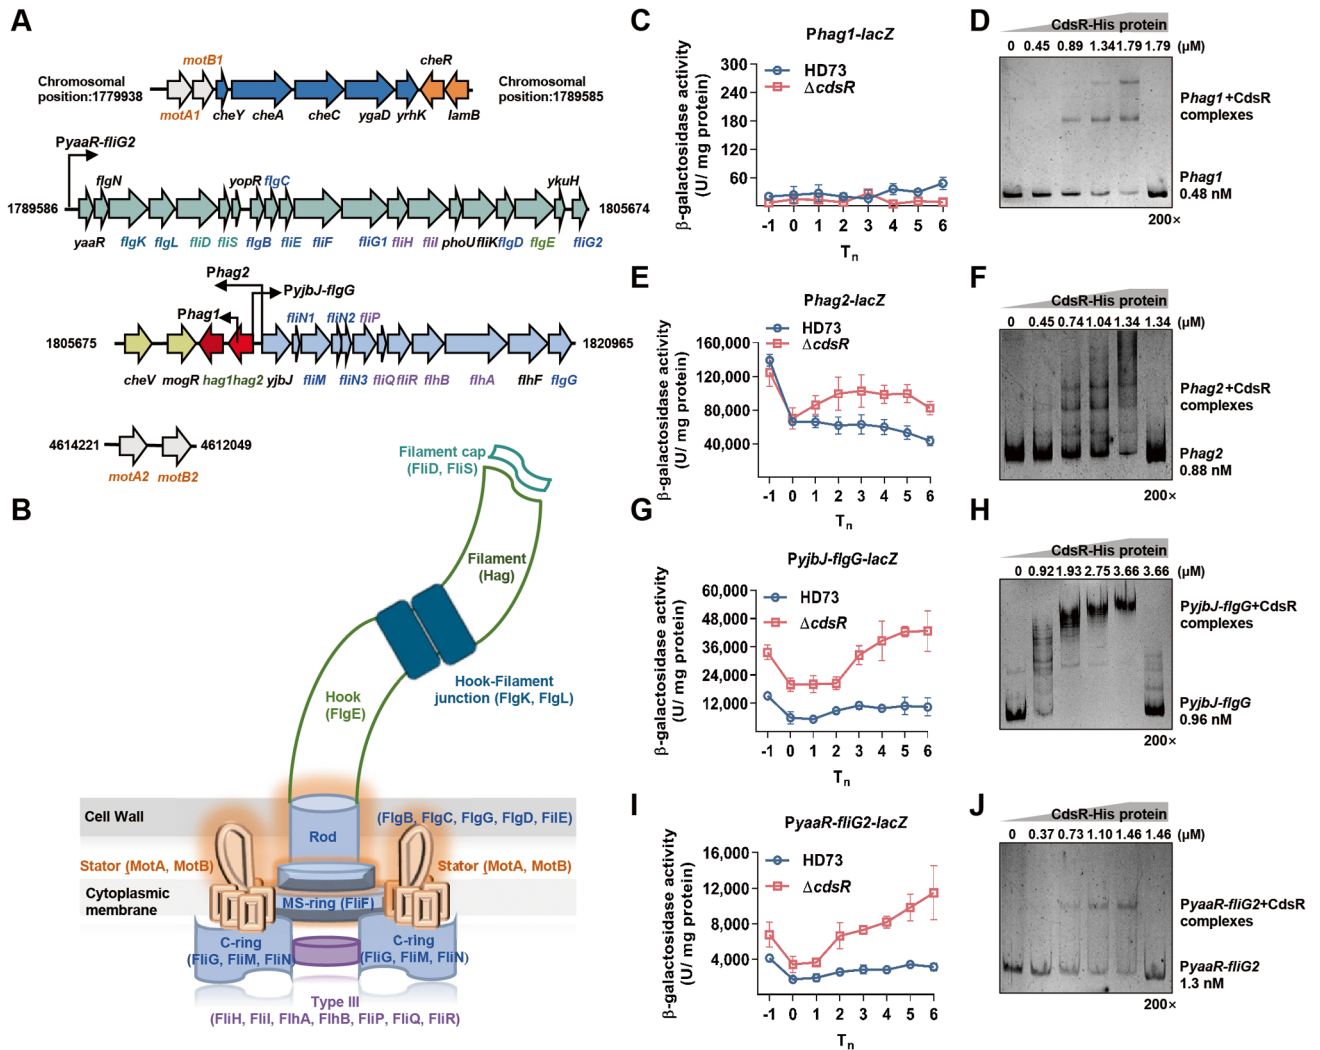 A
motB1
cheR
Chromosomal
position:1779938
Chromosomal
position:1789585
motA1 cheY cheA cheC ygaD yrhK lamB
PyaaR-fliG2
flgN yopR flgC ykuH
1789586
1805674
yaaR flgK flgL fliD fliS flgB fliE fliF fliG1 fliH fliI phoU fliK flgD flgE fliG2
Phag2
PyjbJ-flgG
Phag1
fliN1 fliN2 fliP
1805675
1820965
cheV mogR hag1 hag2 yjbJ fliM fliN3 fliQ fliR flhB flhA flhF flgG
4614221
4612049
motA2 motB2
B
Filament cap
(FliD, FliS)
Filament
(Hag)
Hook-Filament
junction (FlgK, FlgL)
Hook
(FlgE)
Cell Wall
(FlgB, FlgC, FlgG, FlgD, FilE)
Rod
Stator (MotA, MotB)
Stator (MotA, MotB)
Cytoplasmic
membrane
MS-ring (FliF)
C-ring
(FliG, FliM, FliN)
C-ring
(FliG, FliM, FliN)
Type III
(FliH, FliI, FlhA, FlhB, FliP, FliQ, FliR)
C
Phag1-lacZ
β-galactosidase activity
(U/ mg protein)
300
240
180
120
60
HD73
ΔcdsR
-1 0 1 2 3 4 5 6
Tn
D
CdsR-His protein
0 0.45 0.89 1.34 1.79 1.79 (μM)
Phag1+CdsR
complexes
Phag1
0.48 nM
200×
E
Phag2-lacZ
β-galactosidase activity
(U/ mg protein)
HD73
ΔcdsR
160,000
120,000
80,000
40,000
-1 0 1 2 3 4 5 6
Tn
F
CdsR-His protein
0 0.45 0.74 1.04 1.34 1.34 (μM)
Phag2+CdsR
complexes
Phag2
0.88 nM
200×
G
PyjbJ-flgG-lacZ
β-galactosidase activity
(U/ mg protein)
60,000
48,000
36,000
24,000
12,000
HD73
ΔcdsR
-1 0 1 2 3 4 5 6
Tn
H
CdsR-His protein
0 0.92 1.93 2.75 3.66 3.66 (μM)
PyjbJ-flgG+CdsR
complexes
PyjbJ-flgG
0.96 nM
200×
I
PyaaR-fliG2-lacZ
β-galactosidase activity
(U/ mg protein)
16,000
12,000
8,000
4,000
HD73
ΔcdsR
-1 0 1 2 3 4 5 6
Tn
J
CdsR-His protein
0 0.37 0.73 1.10 1.46 1.46 (μM)
PyaaR-fliG2+CdsR
complexes
PyaaR-fliG2
1.3 nM
200×